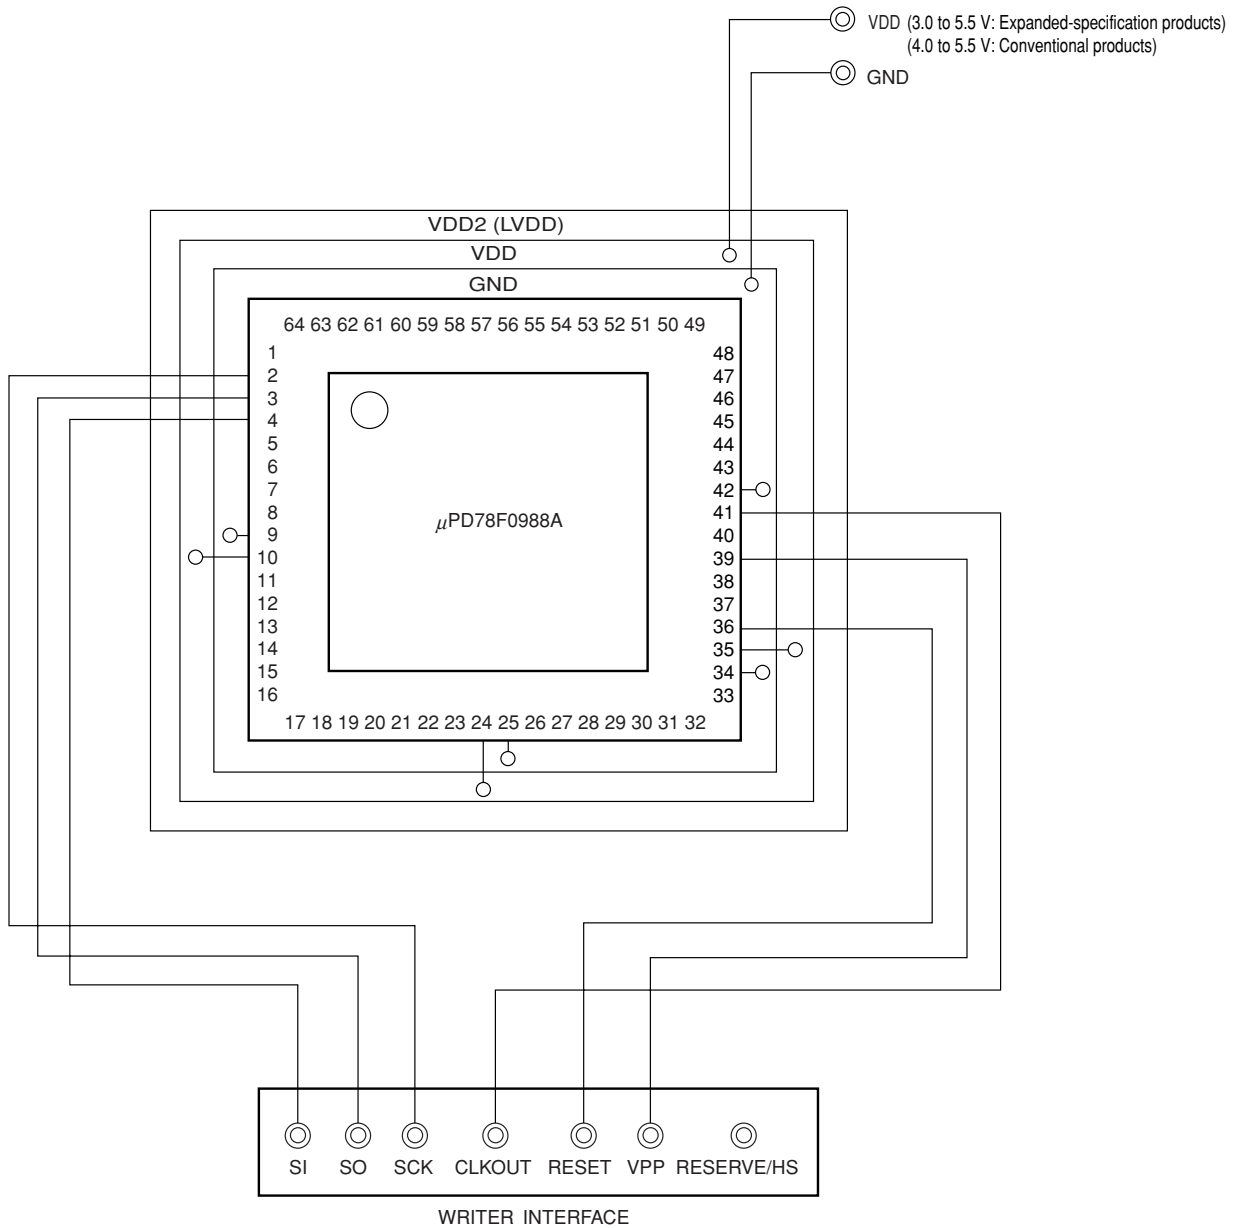 VDD (3.0 to 5.5 V: Expanded-specification products)
(4.0 to 5.5 V: Conventional products)
GND
VDD2 (LVDD)
VDD
GND
64 63 62 61 60 59 58 57 56 55 54 53 52 51 50 49
1 48
2 47
3 46
4 45
5 44
6 43
7 42
8 41
9 40
10 39
11 38
12 37
13 36
14 35
15 34
16 33
μPD78F0988A
17 18 19 20 21 22 23 24 25 26 27 28 29 30 31 32
SI SO SCK CLKOUT RESET VPP RESERVE/HS
WRITER INTERFACE